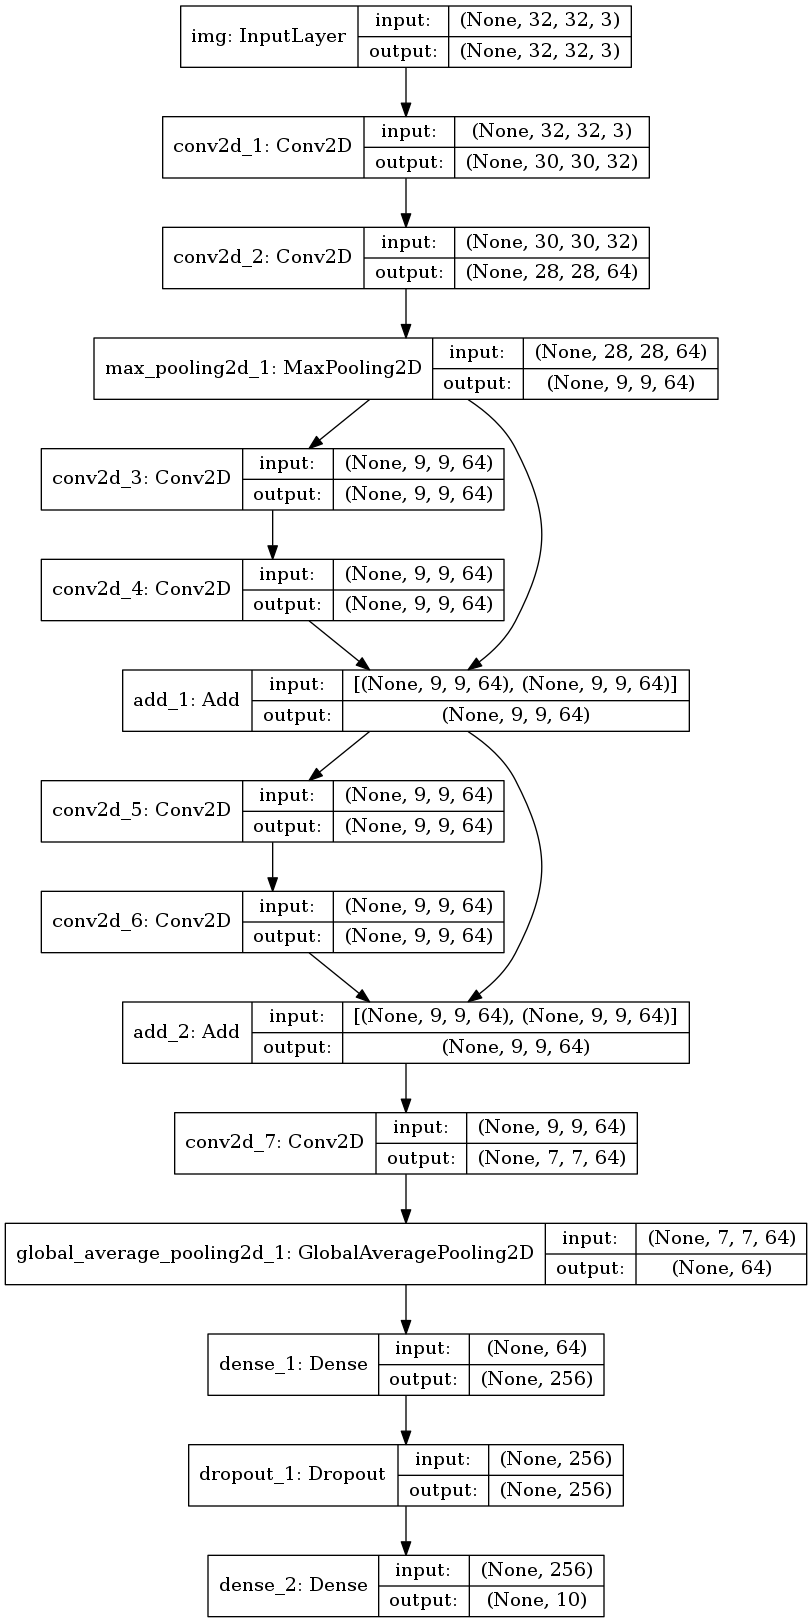 img: InputLayer input: (None, 32, 32, 3)
output: (None, 32, 32, 3)
conv2d_1: Conv2D input: (None, 32, 32, 3)
output: (None, 30, 30, 32)
conv2d_2: Conv2D input: (None, 30, 30, 32)
output: (None, 28, 28, 64)
max_pooling2d_1: MaxPooling2D input: (None, 28, 28, 64)
output: (None, 9, 9, 64)
conv2d_3: Conv2D input: (None, 9, 9, 64)
output: (None, 9, 9, 64)
conv2d_4: Conv2D input: (None, 9, 9, 64)
output: (None, 9, 9, 64)
add_1: Add input: [(None, 9, 9, 64), (None, 9, 9, 64)]
output: (None, 9, 9, 64)
conv2d_5: Conv2D input: (None, 9, 9, 64)
output: (None, 9, 9, 64)
conv2d_6: Conv2D input: (None, 9, 9, 64)
output: (None, 9, 9, 64)
add_2: Add input: [(None, 9, 9, 64), (None, 9, 9, 64)]
output: (None, 9, 9, 64)
conv2d_7: Conv2D input: (None, 9, 9, 64)
output: (None, 7, 7, 64)
global_average_pooling2d_1: GlobalAveragePooling2D input: (None, 7, 7, 64)
output: (None, 64)
dense_1: Dense input: (None, 64)
output: (None, 256)
dropout_1: Dropout input: (None, 256)
output: (None, 256)
dense_2: Dense input: (None, 256)
output: (None, 10)